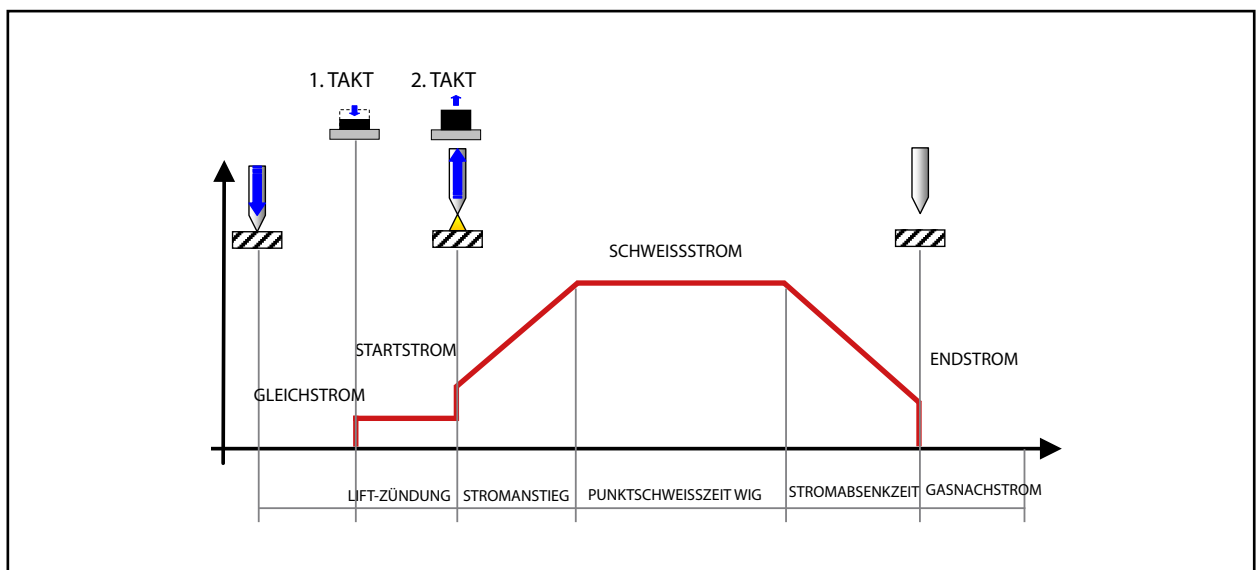 1. TAKT
2. TAKT
SCHWEISSSTROM
STARTSTROM
ENDSTROM
GLEICHSTROM
LIFT-ZÜNDUNG
STROMANSTIEG
PUNKTSCHWEISSZEIT WIG
STROMABSENKZEIT
GASNACHSTROM